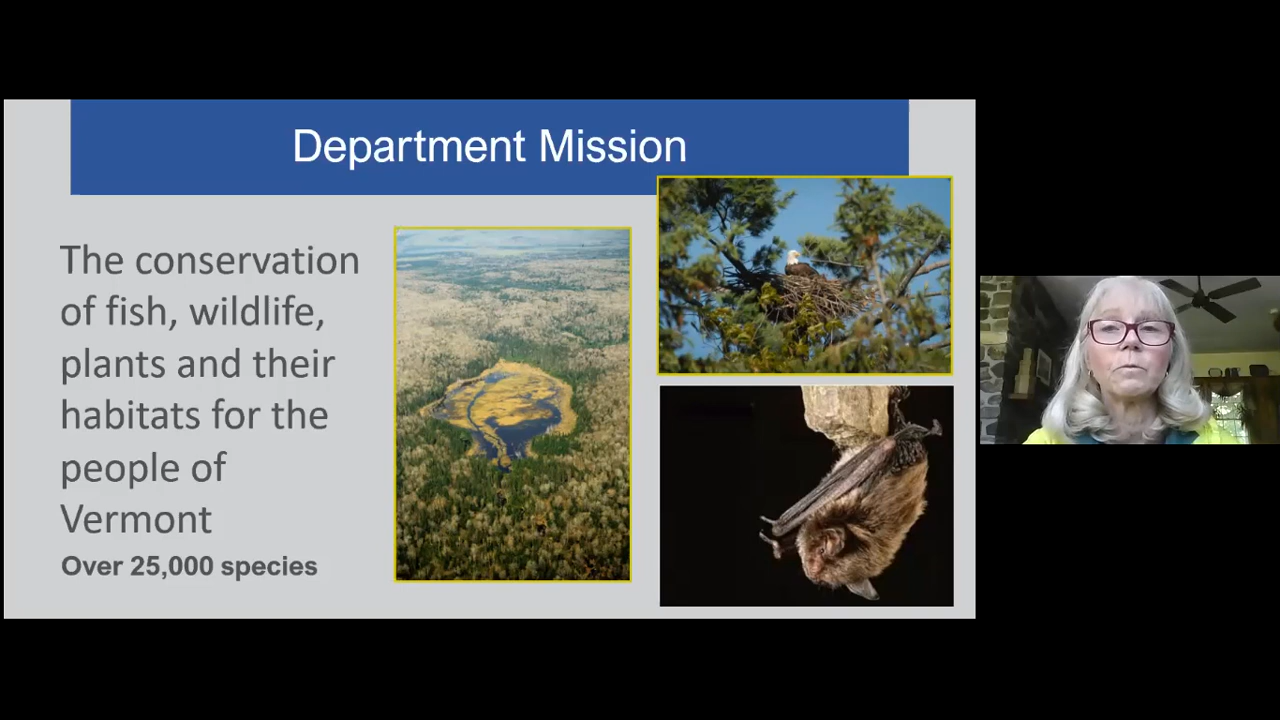 Department Mission
The conservation
of fish, wildlife,
plants and their
habitats for the
people of
Vermont
Over 25,000 species